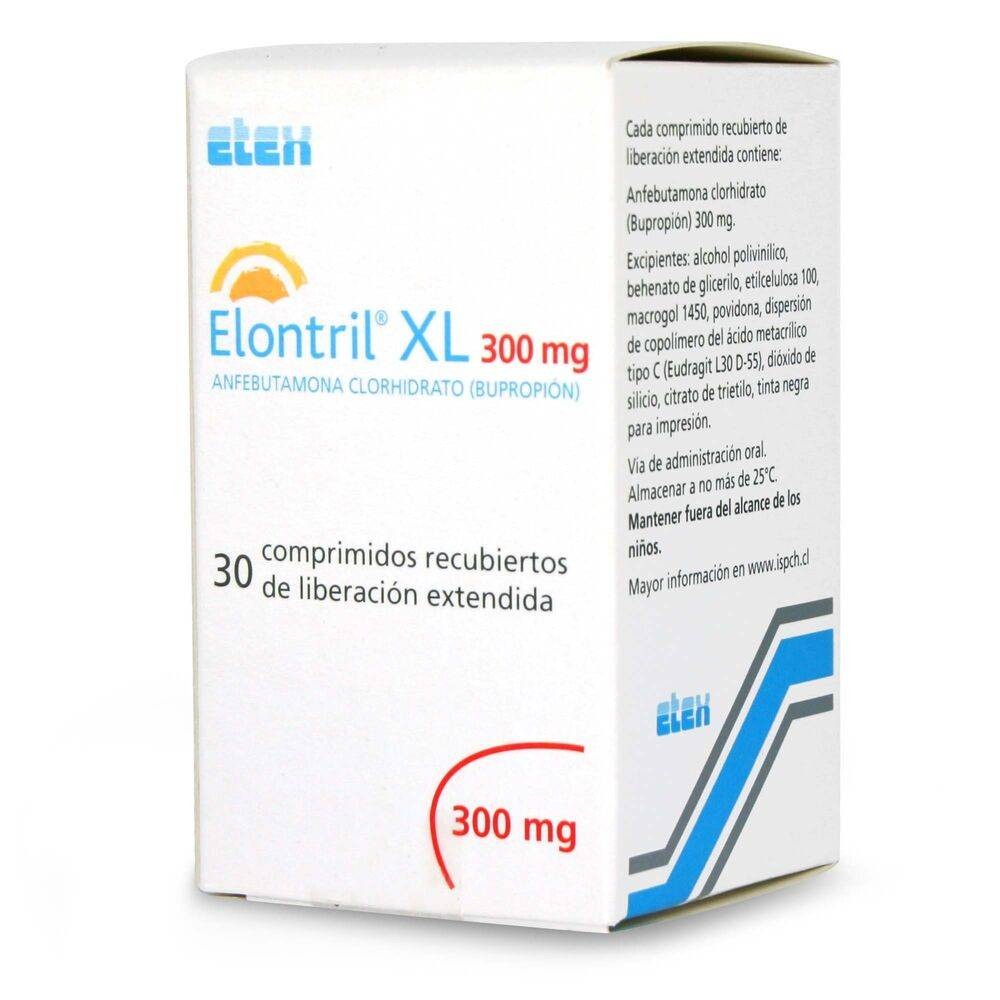 etex
Elontril® XL 300 mg
ANFEBUTAMONA CLORHIDRATO (BUPROPIÓN)
30 comprimidos recubiertos
de liberación extendida
300 mg
Cada comprimido recubierto de
liberación extendida contiene:
Anfebutamona clorhidrato
(Bupropión) 300 mg.
Excipientes: alcohol polivinílico,
behenato de glicerilo, etilcelulosa 100,
macrogol 1450, povidona, dispersión
de copolímero del ácido metacrílico
tipo C (Eudragit L30 D-55), dióxido de
silicio, citrato de trietilo, tinta negra
para impresión.
Vía de administración oral.
Almacenar a no más de 25°C.
Mantener fuera del alcance de los
niños.
Mayor información en www.ispch.cl
etex